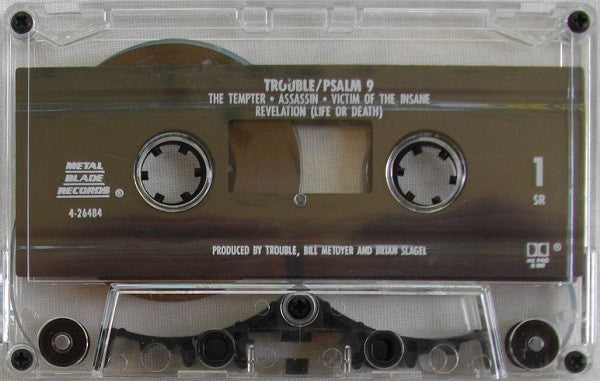 TROUBLE/PSALM 9
THE TEMPTER • ASSASSIN • VICTIM OF THE INSANE
REVELATION (LIFE OR DEATH)
METAL
BLADE
RECORDS ®
4-26484
1
SR
PRODUCED BY TROUBLE, BILL METOYER AND BRIAN SLAGEL
®